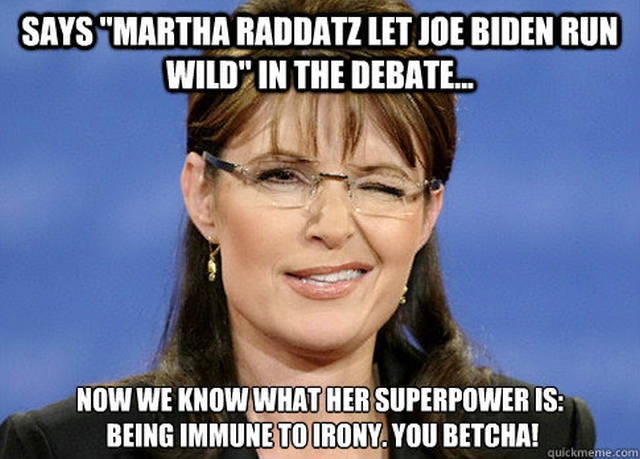 SAYS "MARTHA RADDATZ LET JOE BIDEN RUN
WILD" IN THE DEBATE...
NOW WE KNOW WHAT HER SUPERPOWER IS:
BEING IMMUNE TO IRONY. YOU BETCHA!
quickmeme.com